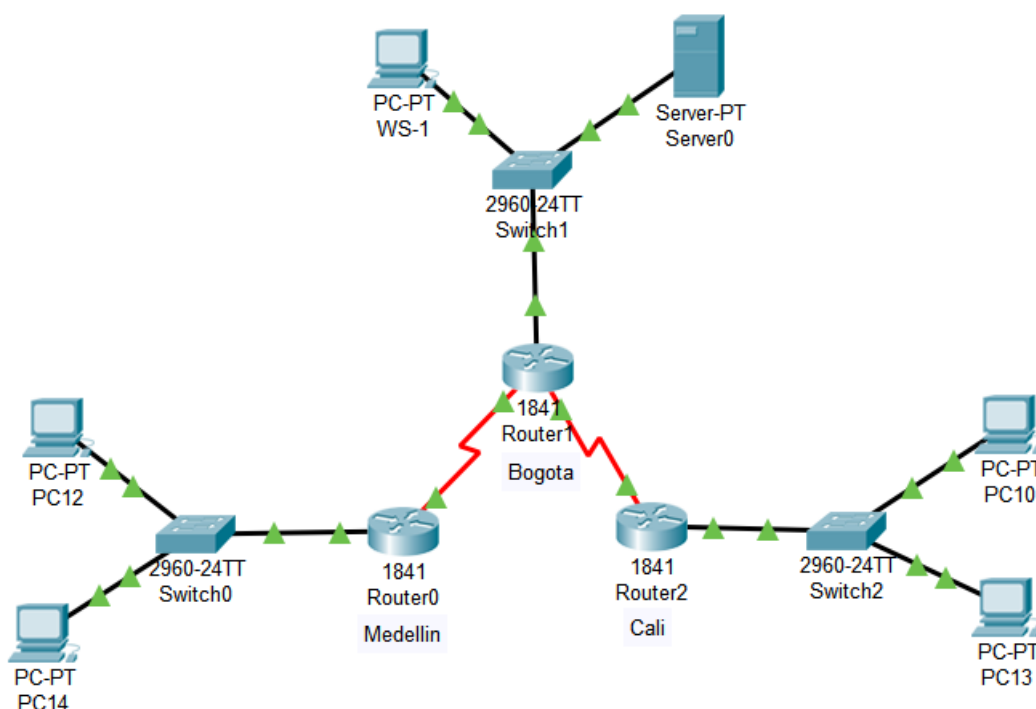 PC-PT
WS-1
Server-PT
Server0
2960-24TT
Switch1
1841
Router1
Bogota
PC-PT
PC12
2960-24TT
Switch0
PC-PT
PC14
1841
Router0
Medellin
1841
Router2
Cali
2960-24TT
Switch2
PC-PT
PC10
PC-PT
PC13